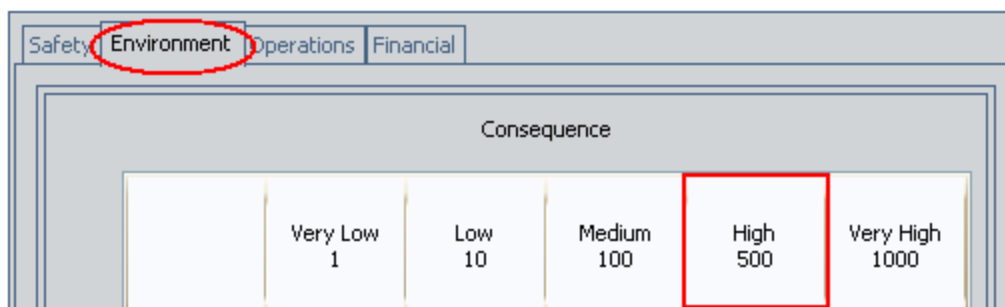 Safety Environment Operations Financial
Consequence
Very Low Low Medium High Very High
1 10 100 500 1000